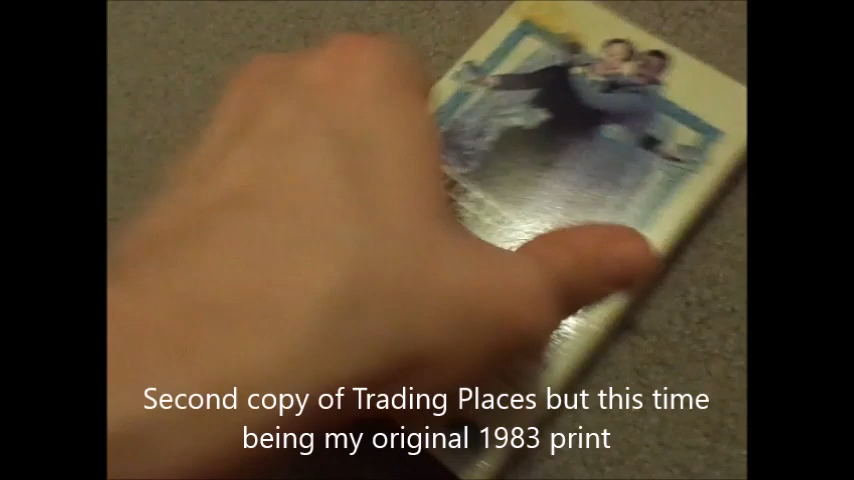 Second copy of Trading Places but this time
being my original 1983 print